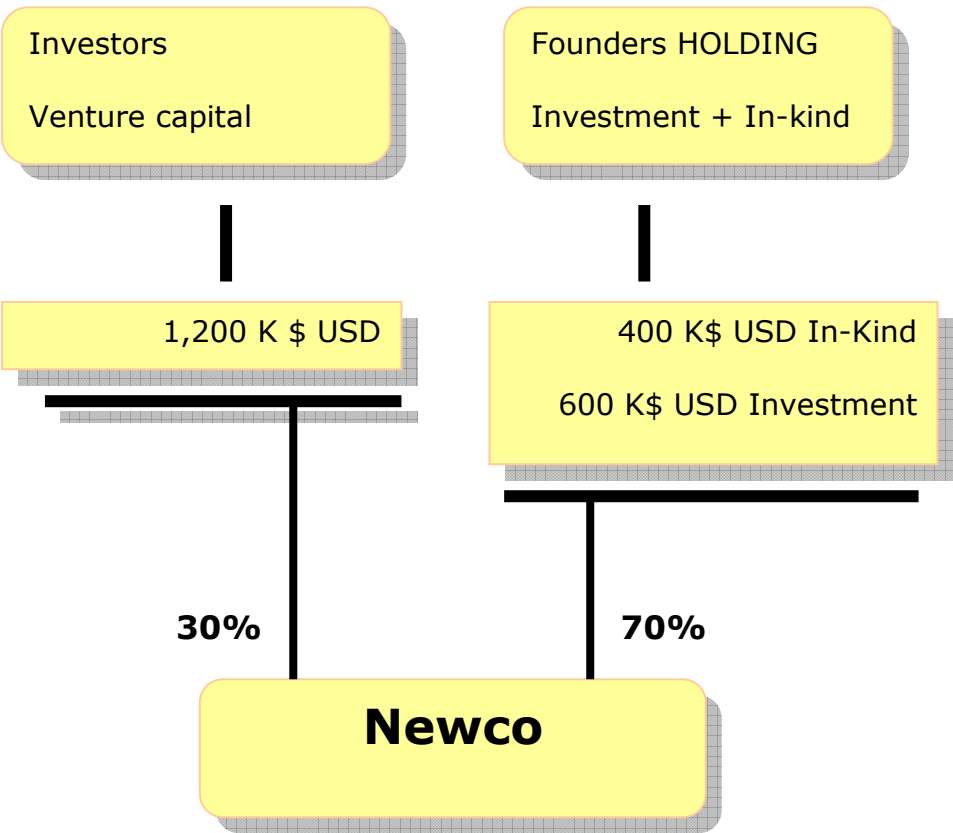 Investors
Venture capital
Founders HOLDING
Investment + In-kind
1,200 K $ USD
400 K$ USD In-Kind
600 K$ USD Investment
30%
70%
Newco